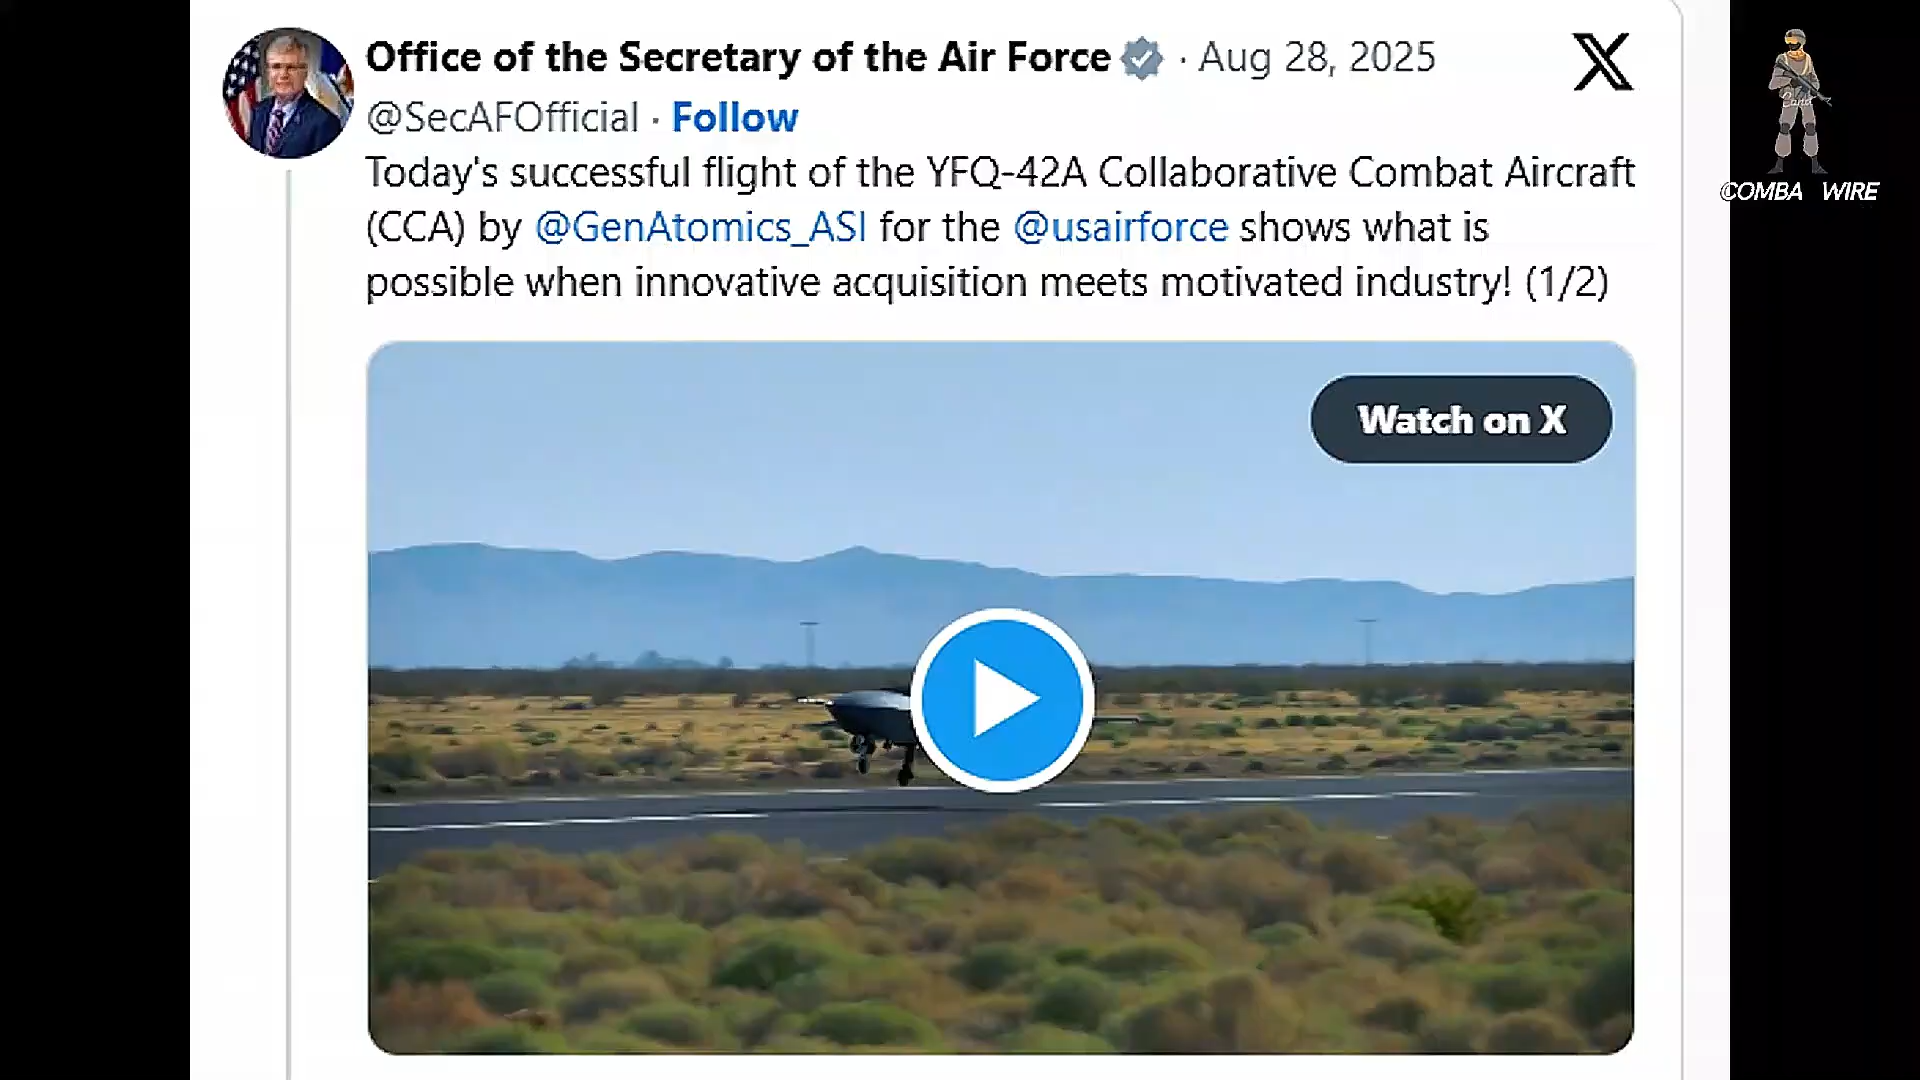 Office of the Secretary of the Air Force · Aug 28, 2025
@SecAFOfficial · Follow
Today's successful flight of the YFQ-42A Collaborative Combat Aircraft
(CCA) by @GenAtomics_ASI for the @usairforce shows what is
possible when innovative acquisition meets motivated industry! (1/2)
Watch on X
COMBA WIRE